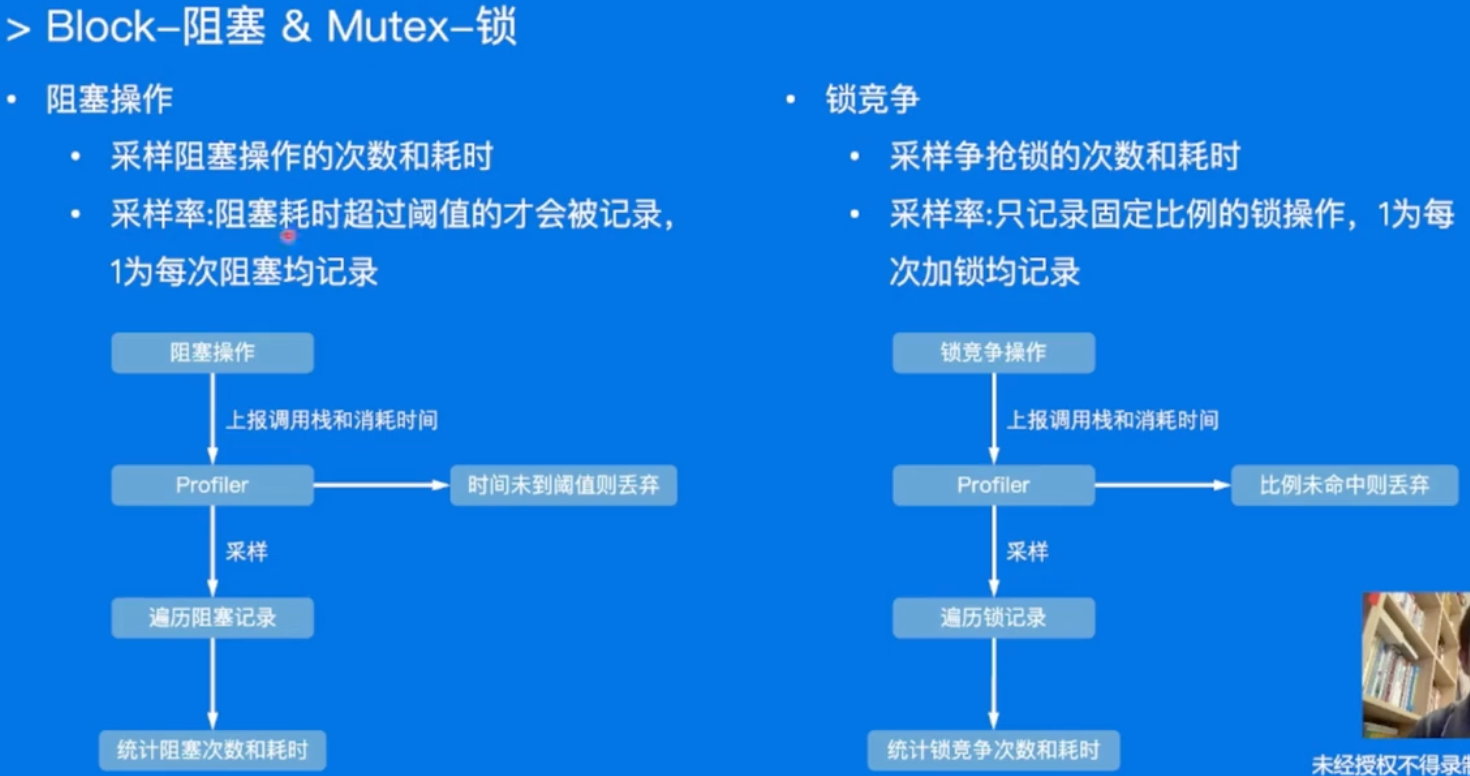 > Block-阻塞 & Mutex-锁
• 阻塞操作
• 采样阻塞操作的次数和耗时
• 采样率:阻塞耗时超过阈值的才会被记录，
1为每次阻塞均记录
阻塞操作
上报调用栈和消耗时间
Profiler
时间未到阈值则丢弃
采样
遍历阻塞记录
统计阻塞次数和耗时
• 锁竞争
• 采样争抢锁的次数和耗时
• 采样率:只记录固定比例的锁操作，1为每
次加锁均记录
锁竞争操作
上报调用栈和消耗时间
Profiler
比例未命中则丢弃
采样
遍历锁记录
统计锁竞争次数和耗时
未经授权不得录制